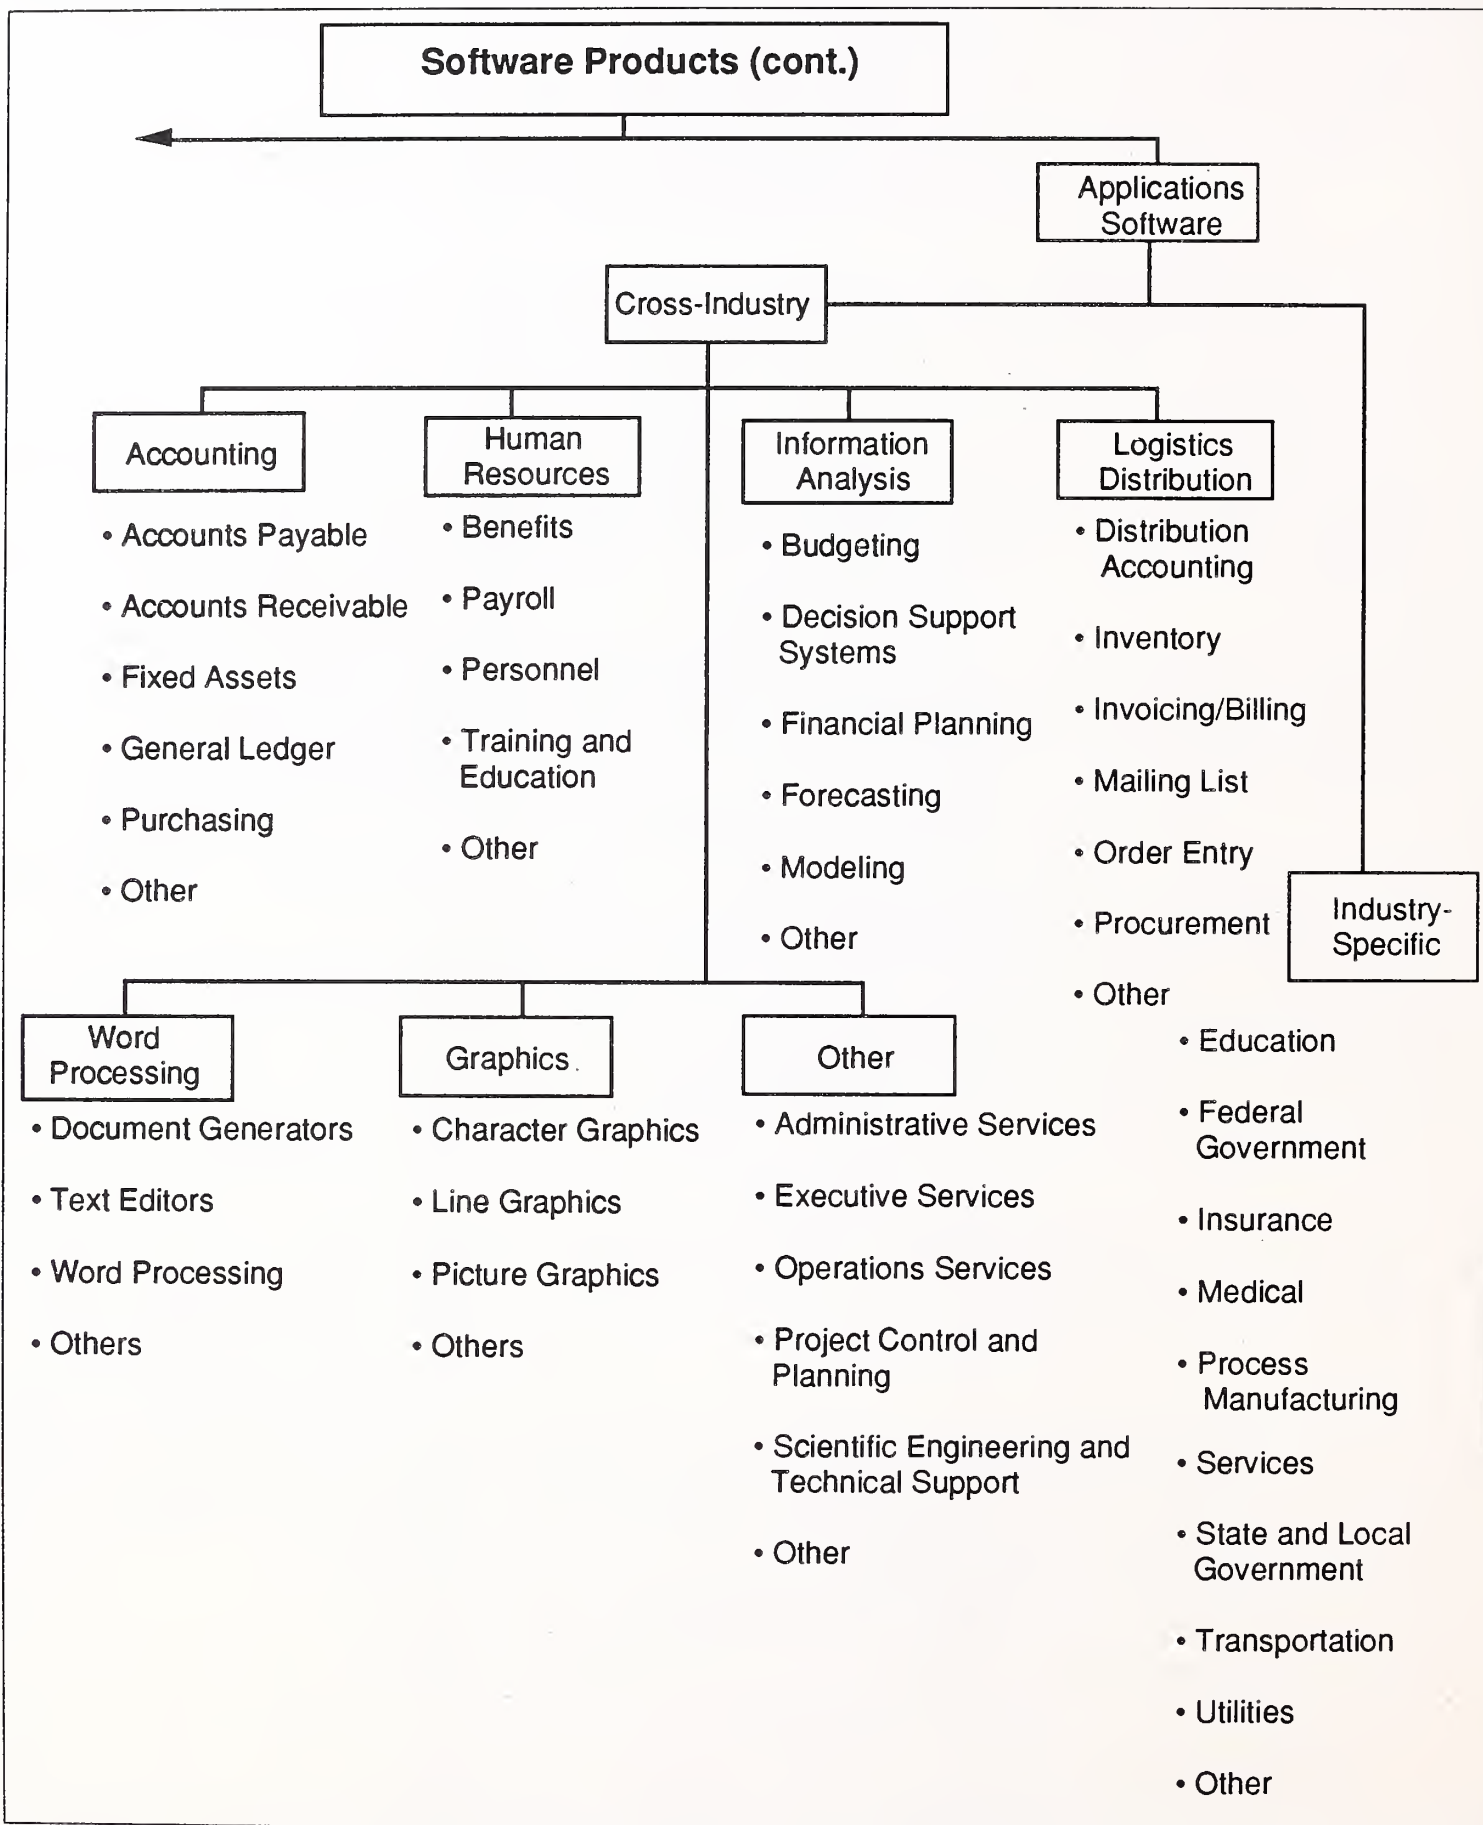 Software Products (cont.)
Applications
Software
Cross-Industry
Accounting
• Accounts Payable
• Accounts Receivable
• Fixed Assets
• General Ledger
• Purchasing
• Other
Human
Resources
• Benefits
• Payroll
• Personnel
• Training and
Education
• Other
Information
Analysis
• Budgeting
• Decision Support
Systems
• Financial Planning
• Forecasting
• Modeling
• Other
Logistics
Distribution
• Distribution
Accounting
• Inventory
• Invoicing/Billing
• Mailing List
• Order Entry
• Procurement
• Other
Word
Processing
• Document Generators
• Text Editors
• Word Processing
• Others
Graphics
• Character Graphics
• Line Graphics
• Picture Graphics
• Others
Other
• Administrative Services
• Executive Services
• Operations Services
• Project Control and
Planning
• Scientific Engineering and
Technical Support
• Other
Industry-
Specific
• Education
• Federal
Government
• Insurance
• Medical
• Process
Manufacturing
• Services
• State and Local
Government
• Transportation
• Utilities
• Other